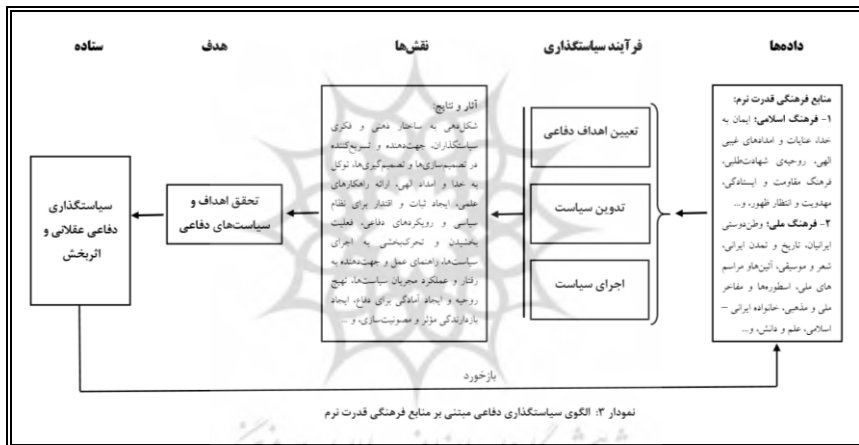 داده‌ها
فرآیند سیاستگذاری
نقش‌ها
هدف
ستاده
منابع فرهنگی قدرت نرم:
۱- فرهنگ اسلامی: ایمان به
خدا، عنایات و امدادهای غیبی
الهی، روحیه‌ی شهادت‌طلبی،
فرهنگ مقاومت و ایستادگی،
مهدویت و انتظار ظهور، و...
۲- فرهنگ ملی: وطن‌دوستی
ایرانیان، تاریخ و تمدن ایرانی،
شعر و موسیقی، آئین‌هاو مراسم
های ملی، اسطوره‌ها و مفاخر
ملی و مذهبی، خانواده ایرانی –
اسلامی، علم و دانش، و...
تعیین اهداف دفاعی
تدوین سیاست
اجرای سیاست
آثار و نتایج:
شکل‌دهی به ساختار ذهنی و فکری
سیاستگذاران، جهت‌دهنده و تسریع‌کننده
در تصمیم‌سازی‌ها و تصمیم‌گیری‌ها، توکل
به خدا و امداد الهی، ارائه راهکارهای
علمی، ایجاد ثبات و اقتدار برای نظام
سیاسی و رویکردهای دفاعی، فعلیت
بخشیدن و تحرک‌بخشی به اجرای
سیاست‌ها، راهنمای عمل و جهت‌دهنده به
رفتار و عملکرد مجریان سیاست‌ها، تهییج
روحیه و ایجاد آمادگی برای دفاع، ایجاد
بازدارندگی مؤثر و مصونیت‌سازی، و ...
تحقق اهداف و
سیاست‌های دفاعی
سیاستگذاری
دفاعی عقلانی و
اثربخش
بازخورد
نمودار ۳: الگوی سیاستگذاری دفاعی مبتنی بر منابع فرهنگی قدرت نرم